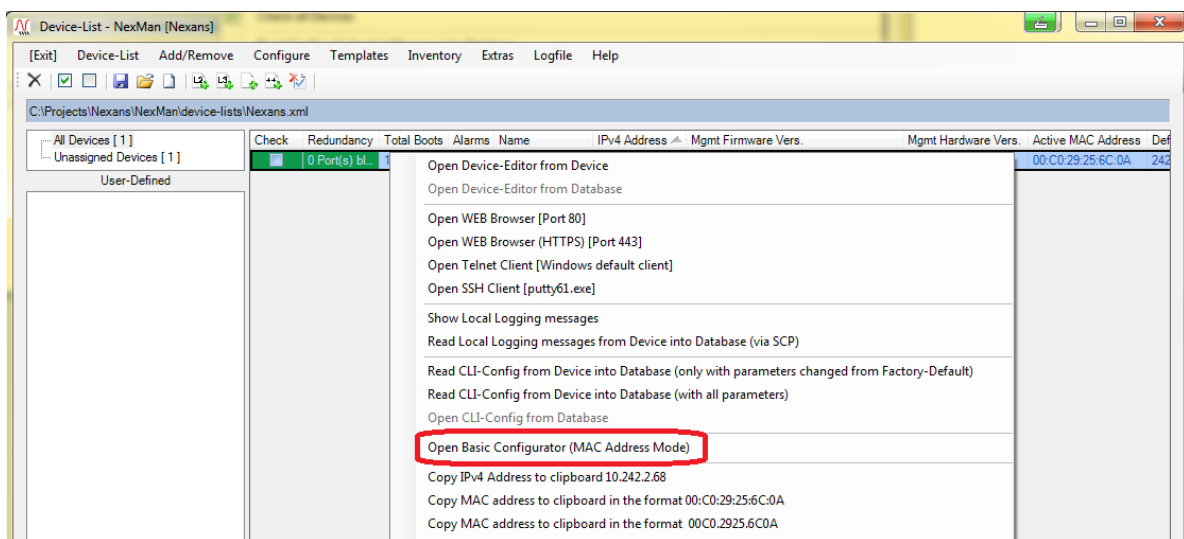 Device-List - NexMan [Nexans]
[Exit] Device-List Add/Remove Configure Templates Inventory Extras Logfile Help
C:\Projects\Nexans\NexMan\device-lists\Nexans.xml
All Devices [ 1 ]
Unassigned Devices [ 1 ]
User-Defined
Check Redundancy Total Boots Alarms Name IPv4 Address Mgmt Firmware Vers. Mgmt Hardware Vers. Active MAC Address Def
0 Port(s) bl... 1 00:C0:29:25:6C:0A 242
Open Device-Editor from Device
Open Device-Editor from Database
Open WEB Browser [Port 80]
Open WEB Browser (HTTPS) [Port 443]
Open Telnet Client [Windows default client]
Open SSH Client [putty61.exe]
Show Local Logging messages
Read Local Logging messages from Device into Database (via SCP)
Read CLI-Config from Device into Database (only with parameters changed from Factory-Default)
Read CLI-Config from Device into Database (with all parameters)
Open CLI-Config from Database
Open Basic Configurator (MAC Address Mode)
Copy IPv4 Address to clipboard 10.242.2.68
Copy MAC address to clipboard in the format 00:C0:29:25:6C:0A
Copy MAC address to clipboard in the format 00C0.2925.6C0A